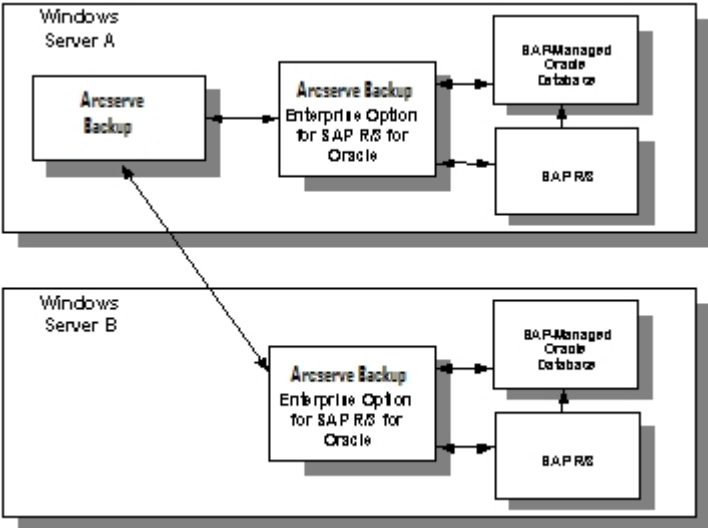 Windows
Server A
Arcserve
Backup
Arcserve Backup
Enterprise Option
for SAP R/3 for
Oracle
SAP-Managed
Oracle
Database
SAP R/3
Windows
Server B
Arcserve Backup
Enterprise Option
for SAP R/3 for
Oracle
SAP-Managed
Oracle
Database
SAP R/3